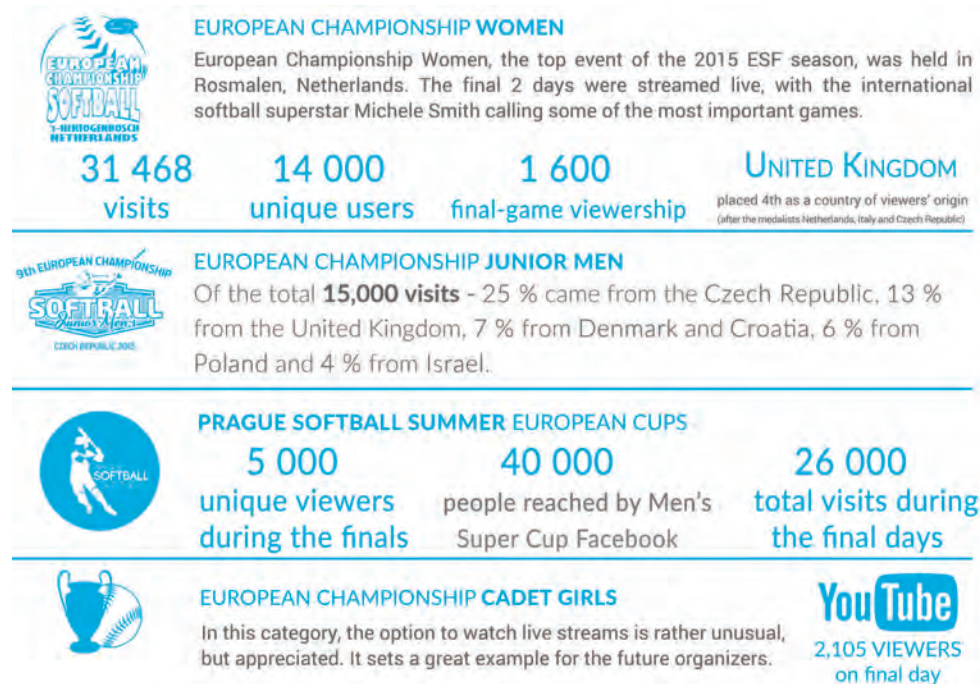 EUROPEAN
CHAMPIONSHIP
SOFTBALL
'S-HERTOGENBOSCH
NETHERLANDS
EUROPEAN CHAMPIONSHIP WOMEN
European Championship Women, the top event of the 2015 ESF season, was held in
Rosmalen, Netherlands. The final 2 days were streamed live, with the international
softball superstar Michele Smith calling some of the most important games.
31 468
visits
14 000
unique users
1 600
final-game viewership
UNITED KINGDOM
placed 4th as a country of viewers' origin
(after the medalists Netherlands, Italy and Czech Republic)
9th EUROPEAN CHAMPIONSHIP
SOFTBALL
Junior Men's
CZECH REPUBLIC 2015
EUROPEAN CHAMPIONSHIP JUNIOR MEN
Of the total 15,000 visits - 25 % came from the Czech Republic, 13 %
from the United Kingdom, 7 % from Denmark and Croatia, 6 % from
Poland and 4 % from Israel.
SOFTBALL
PRAGUE SOFTBALL SUMMER EUROPEAN CUPS
5 000
unique viewers
during the finals
40 000
people reached by Men's
Super Cup Facebook
26 000
total visits during
the final days
EUROPEAN CHAMPIONSHIP CADET GIRLS
In this category, the option to watch live streams is rather unusual,
but appreciated. It sets a great example for the future organizers.
YouTube
2,105 VIEWERS
on final day